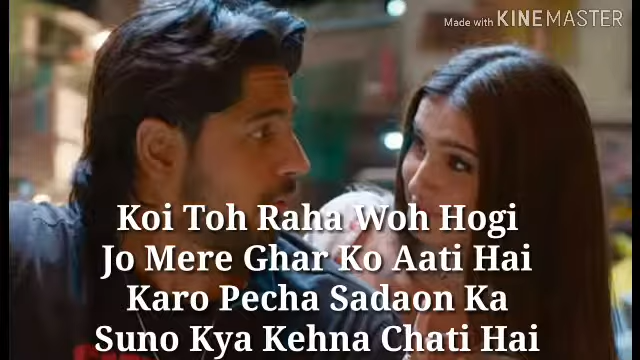 Made with KINEMASTER
Koi Toh Raha Woh Hogi
Jo Mere Ghar Ko Aati Hai
Karo Pecha Sadaon Ka
Suno Kya Kehna Chati Hai